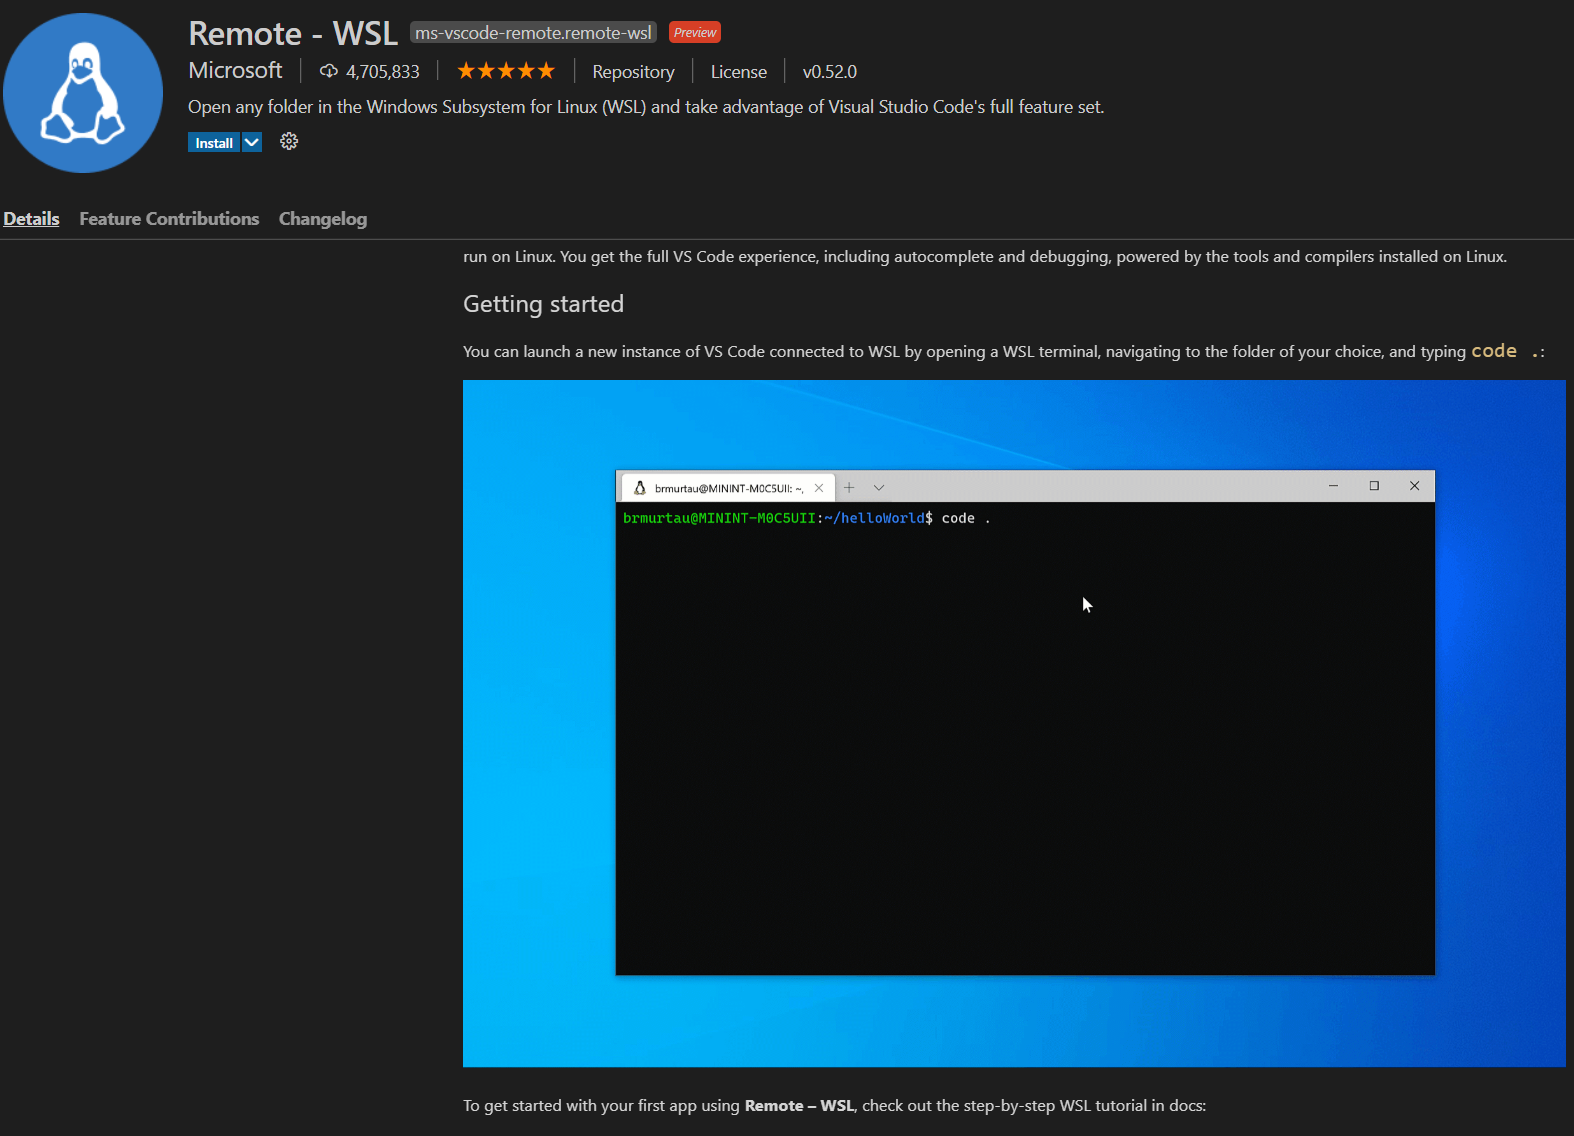 Remote - WSL ms-vscode-remote.remote-wsl Preview
Microsoft 4,705,833 Repository License v0.52.0
Open any folder in the Windows Subsystem for Linux (WSL) and take advantage of Visual Studio Code's full feature set.
Install
Details Feature Contributions Changelog
run on Linux. You get the full VS Code experience, including autocomplete and debugging, powered by the tools and compilers installed on Linux.
Getting started
You can launch a new instance of VS Code connected to WSL by opening a WSL terminal, navigating to the folder of your choice, and typing code .:
brmurtau@MININT-M0C5UII: ~,
brmurtau@MININT-M0C5UII:~/helloWorld$ code .
To get started with your first app using Remote – WSL, check out the step-by-step WSL tutorial in docs: